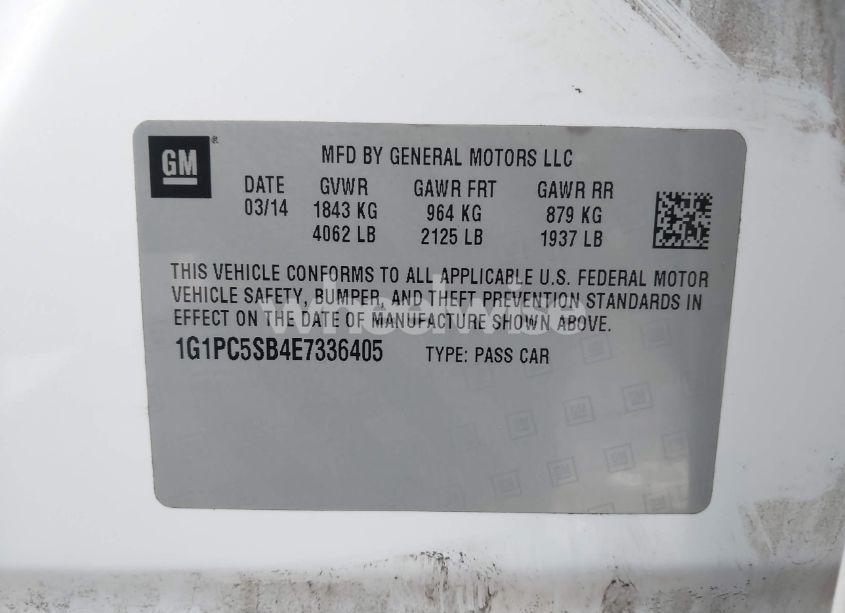 GM®
MFD BY GENERAL MOTORS LLC
DATE GVWR GAWR FRT GAWR RR
03/14 1843 KG 964 KG 879 KG
4062 LB 2125 LB 1937 LB
THIS VEHICLE CONFORMS TO ALL APPLICABLE U.S. FEDERAL MOTOR
VEHICLE SAFETY, BUMPER, AND THEFT PREVENTION STANDARDS IN
EFFECT ON THE DATE OF MANUFACTURE SHOWN ABOVE.
wheelwise
1G1PC5SB4E7336405 TYPE: PASS CAR